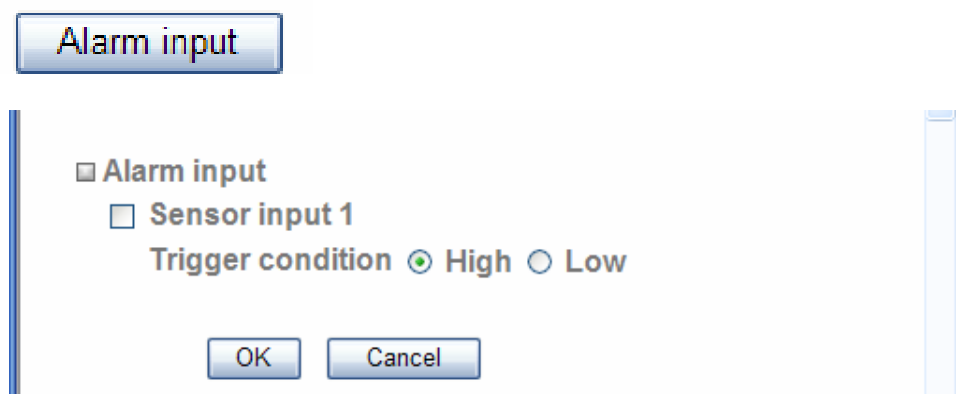 Alarm input
Alarm input
Sensor input 1
Trigger condition High Low
OK Cancel